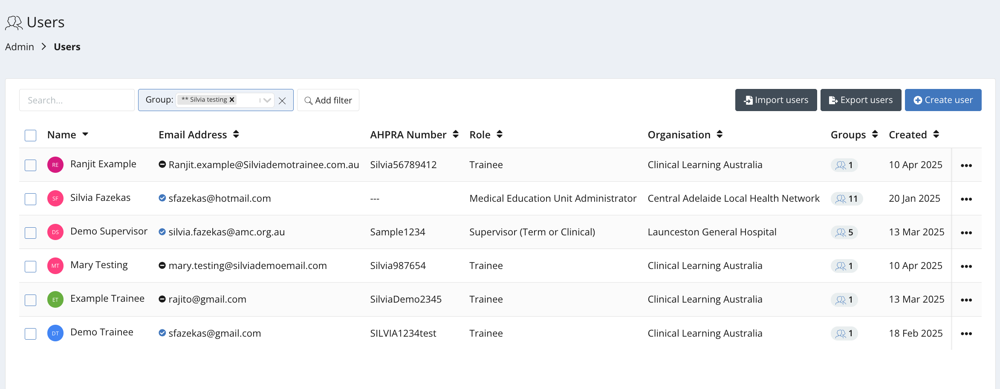 Users
Admin > Users
Search... Group: ** Silvia testing Add filter Import users Export users Create user
Name Email Address AHPRA Number Role Organisation Groups Created
RE Ranjit Example Ranjit.example@Silviademotrainee.com.au Silvia56789412 Trainee Clinical Learning Australia 1 10 Apr 2025
SF Silvia Fazekas sfazekas@hotmail.com --- Medical Education Unit Administrator Central Adelaide Local Health Network 11 20 Jan 2025
DS Demo Supervisor silvia.fazekas@amc.org.au Sample1234 Supervisor (Term or Clinical) Launceston General Hospital 5 13 Mar 2025
MT Mary Testing mary.testing@silviademoemail.com Silvia987654 Trainee Clinical Learning Australia 1 10 Apr 2025
ET Example Trainee rajito@gmail.com SilviaDemo2345 Trainee Clinical Learning Australia 1 13 Mar 2025
DT Demo Trainee sfazekas@gmail.com SILVIA1234test Trainee Clinical Learning Australia 1 18 Feb 2025